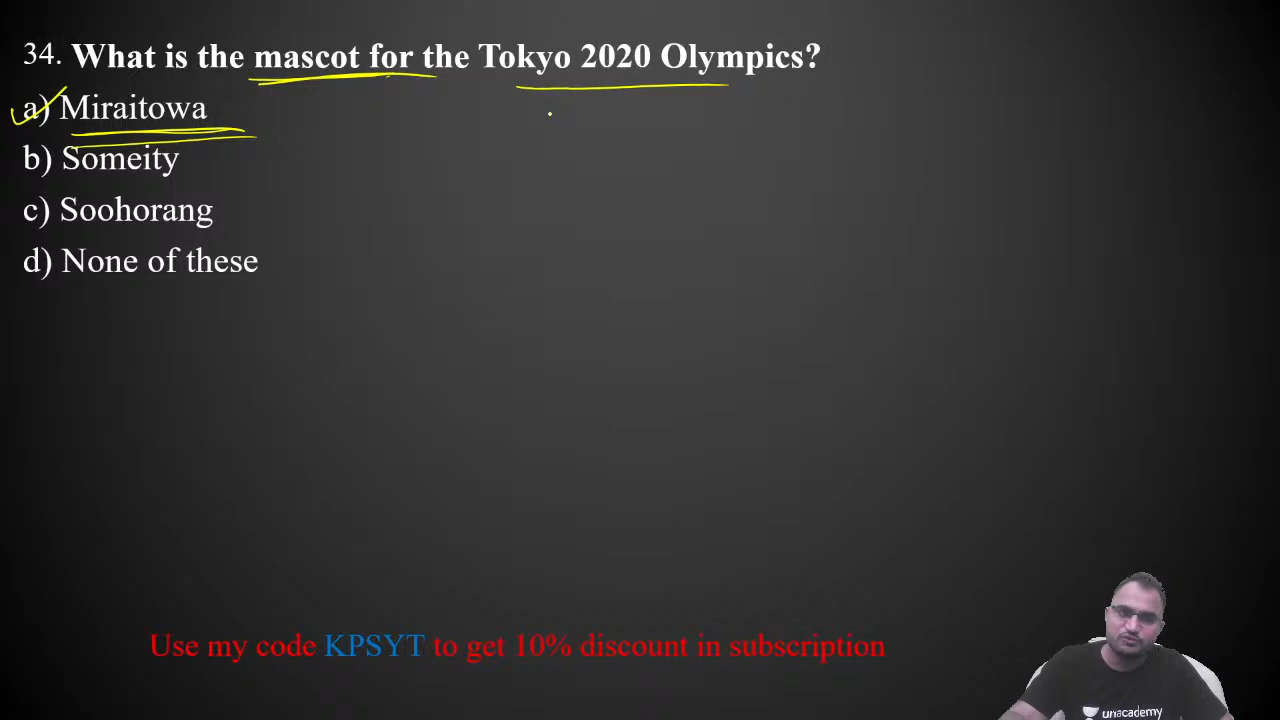 34. What is the mascot for the Tokyo 2020 Olympics?
a) Miraitowa
b) Someity
c) Soohorang
d) None of these
Use my code KPSYT to get 10% discount in subscription
unacademy